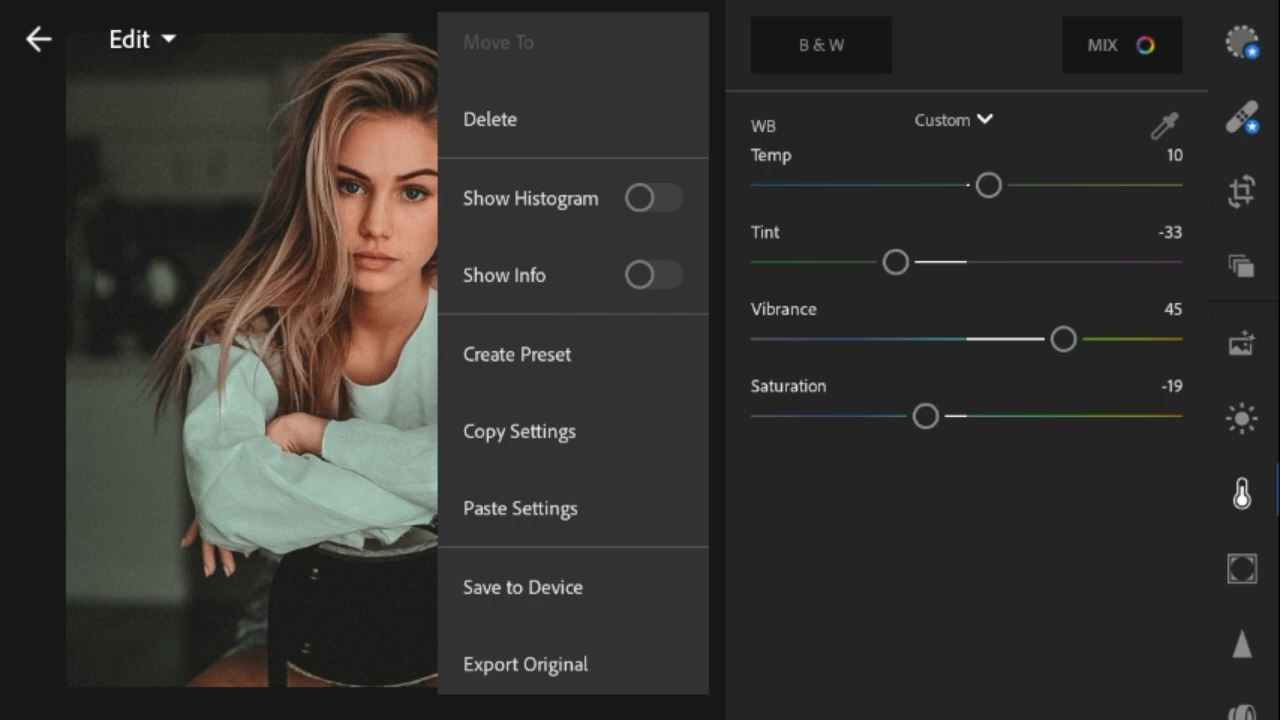 Edit
Move To
Delete
Show Histogram
Show Info
Create Preset
Copy Settings
Paste Settings
Save to Device
Export Original
B & W
MIX
WB
Custom
Temp
10
Tint
-33
Vibrance
45
Saturation
-19